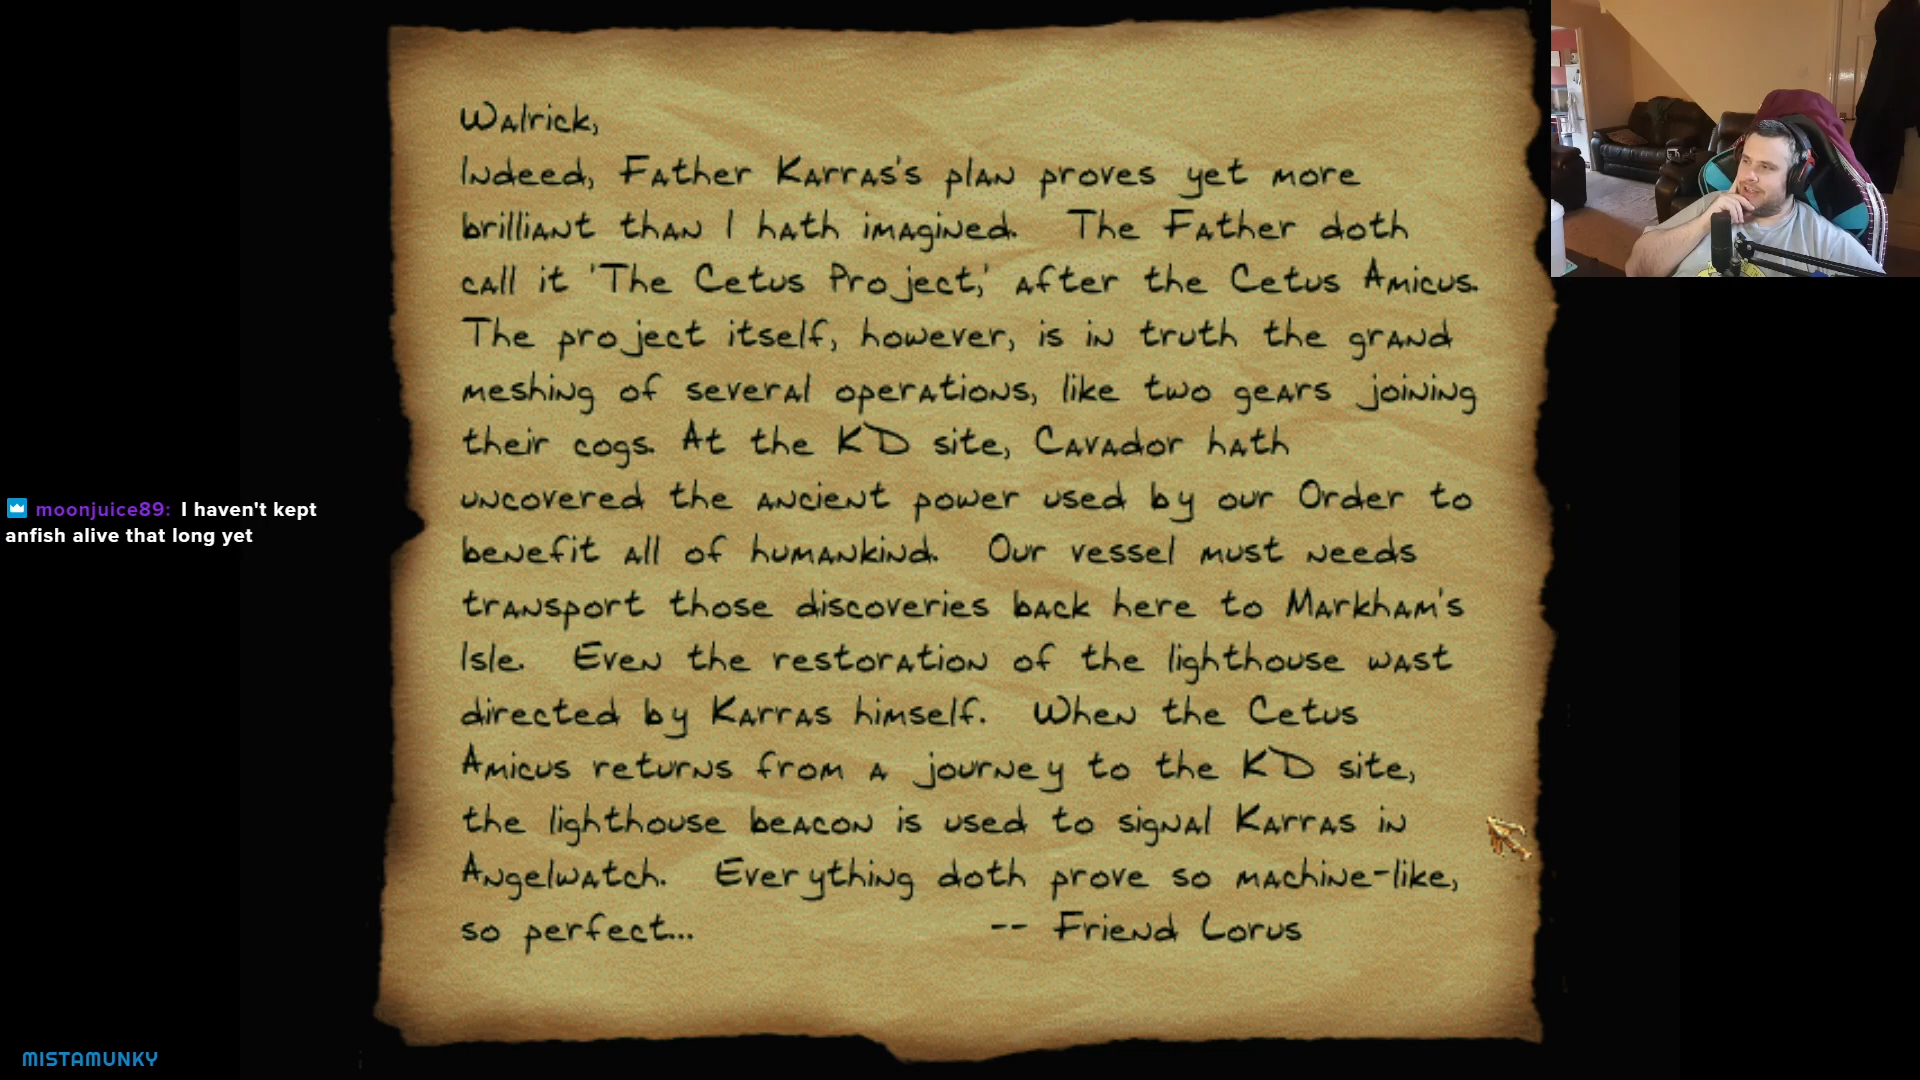 Walrick,
Indeed, Father Karras's plan proves yet more
brilliant than I hath imagined. The Father doth
call it 'The Cetus Project,' after the Cetus Amicus.
The project itself, however, is in truth the grand
meshing of several operations, like two gears joining
their cogs. At the KD site, Cavador hath
uncovered the ancient power used by our Order to
benefit all of humankind. Our vessel must needs
transport those discoveries back here to Markham's
Isle. Even the restoration of the lighthouse wast
directed by Karras himself. When the Cetus
Amicus returns from a journey to the KD site,
the lighthouse beacon is used to signal Karras in
Angelwatch. Everything doth prove so machine-like,
so perfect... -- Friend Lorus
moonjuice89: I haven't kept
anfish alive that long yet
MISTAMUNKY